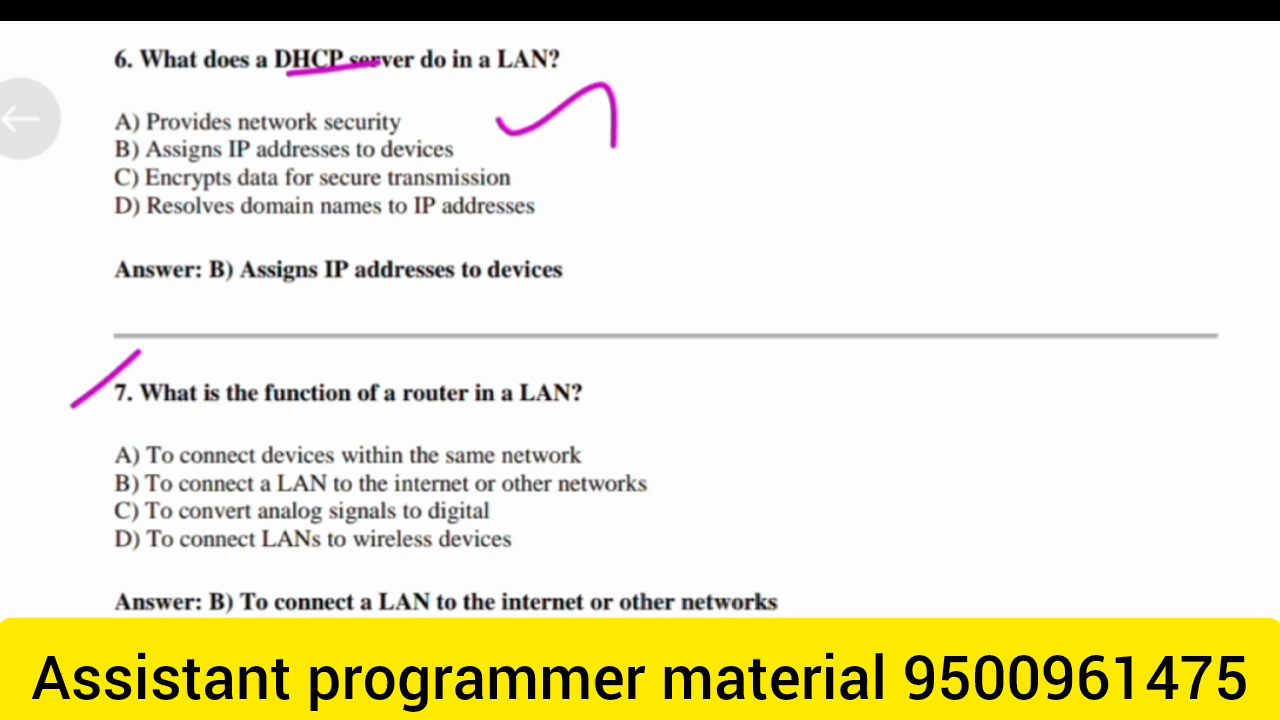 6. What does a DHCP server do in a LAN?
A) Provides network security
B) Assigns IP addresses to devices
C) Encrypts data for secure transmission
D) Resolves domain names to IP addresses
Answer: B) Assigns IP addresses to devices
7. What is the function of a router in a LAN?
A) To connect devices within the same network
B) To connect a LAN to the internet or other networks
C) To convert analog signals to digital
D) To connect LANs to wireless devices
Answer: B) To connect a LAN to the internet or other networks
Assistant programmer material 9500961475